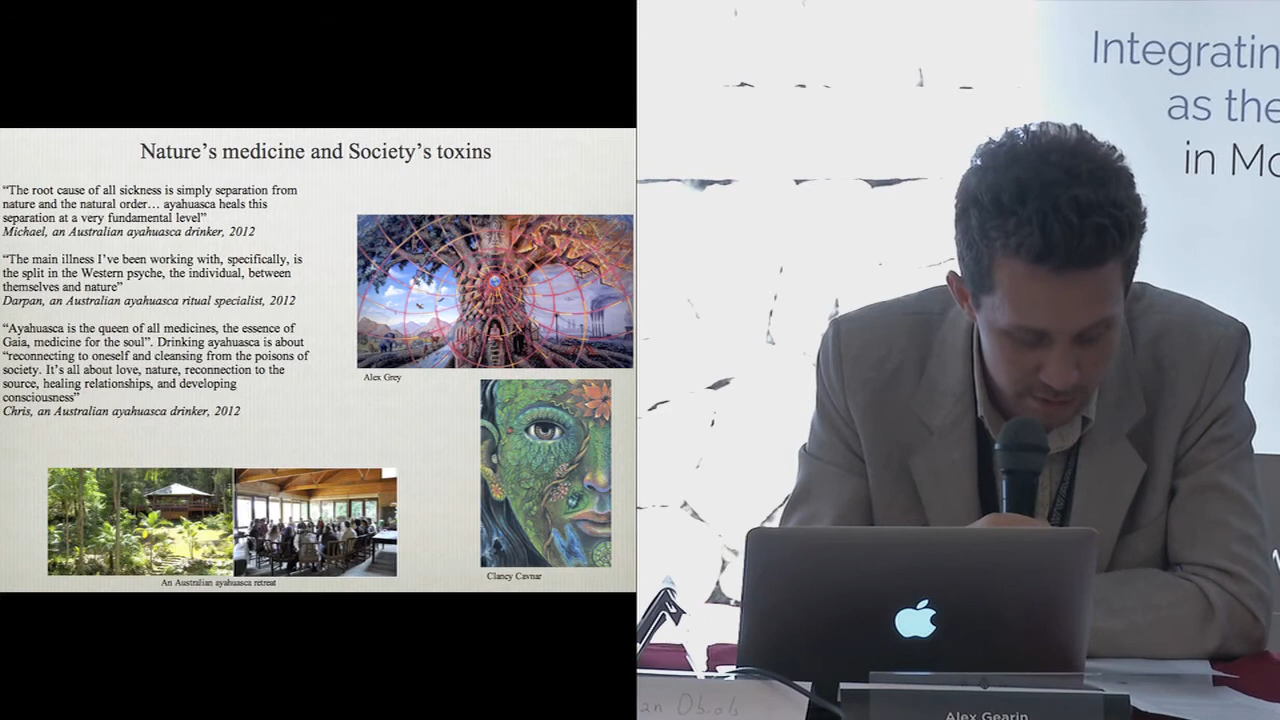 Nature’s medicine and Society’s toxins
“The root cause of all sickness is simply separation from
nature and the natural order… ayahuasca heals this
separation at a very fundamental level”
Michael, an Australian ayahuasca drinker, 2012
“The main illness I’ve been working with, specifically, is
the split in the Western psyche, the individual, between
themselves and nature”
Darpan, an Australian ayahuasca ritual specialist, 2012
“Ayahuasca is the queen of all medicines, the essence of
Gaia, medicine for the soul”. Drinking ayahuasca is about
“reconnecting to oneself and cleansing from the poisons of
society. It’s all about love, nature, reconnection to the
source, healing relationships, and developing
consciousness”
Chris, an Australian ayahuasca drinker, 2012
Alex Grey
Clancy Cavnar
An Australian ayahuasca retreat
Integratin
as the
in Mo
an Obiols
Alex Gearin